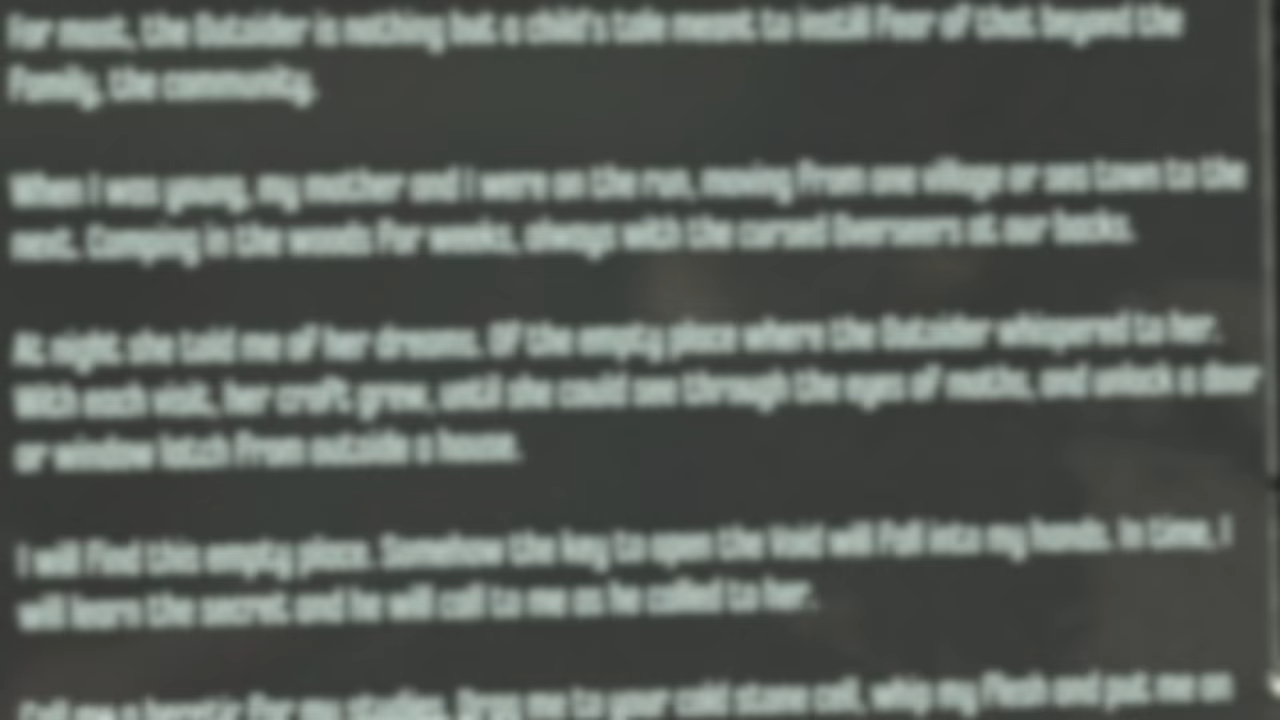 For most, the Outsider is nothing but a child's tale meant to instill fear of that beyond the
family, the community.
When I was young, my mother and I were on the run, moving from one village or sea town to the
next. Camping in the woods for weeks, always with the cursed Overseers at our backs.
At night she told me of her dreams. Of the empty place where the Outsider whispered to her.
With each visit, her craft grew, until she could see through the eyes of moths, and unlock a door
or window latch from outside a house.
I will find this empty place. Somehow the key to open the Void will fall into my hands. In time, I
will learn the secret and he will call to me as he called to her.
Call me a heretic for my studies. Drag me to your cold stone cell, whip my flesh and put me on